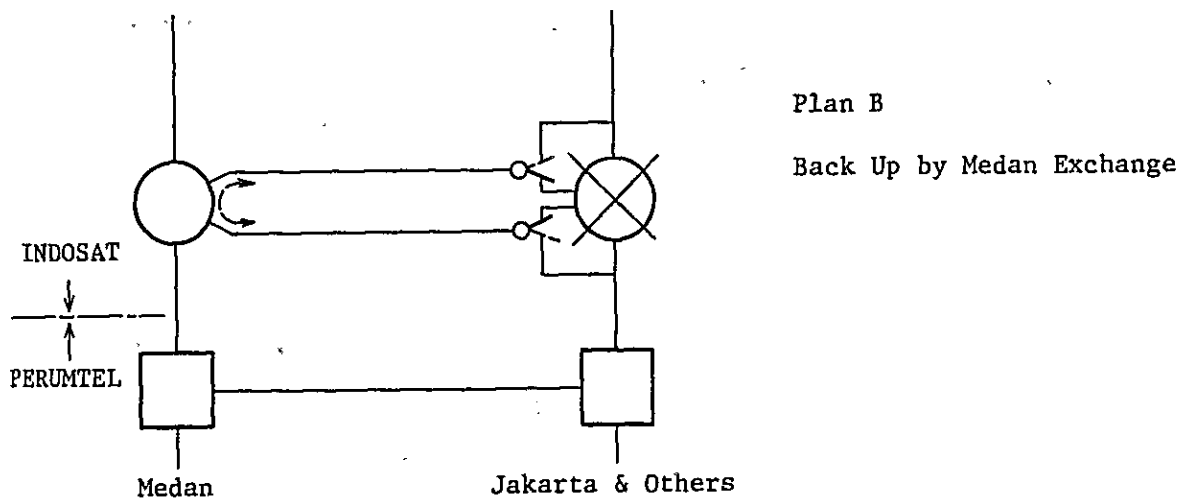 Plan B
Back Up by Medan Exchange
INDOSAT
PERUMTEL
Medan
Jakarta & Others